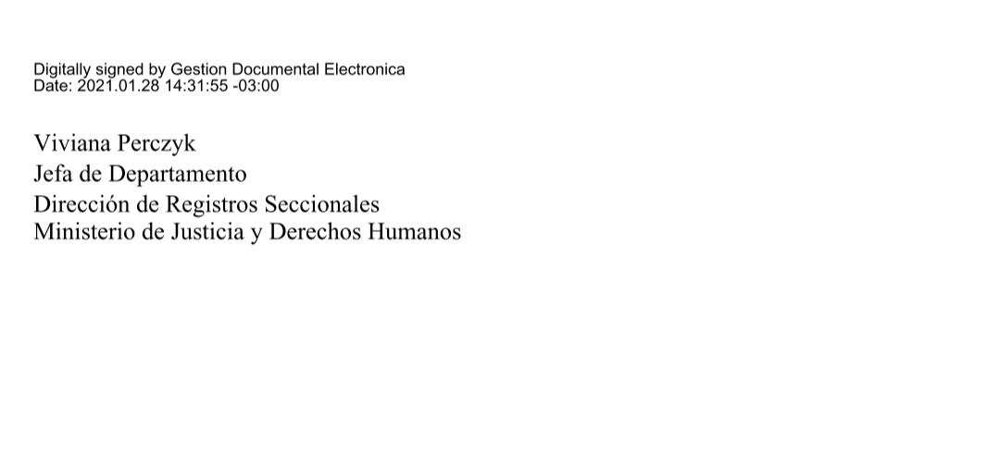 Digitally signed by Gestion Documental Electronica
Date: 2021.01.28 14:31:55 -03:00
Viviana Perczyk
Jefa de Departamento
Dirección de Registros Seccionales
Ministerio de Justicia y Derechos Humanos